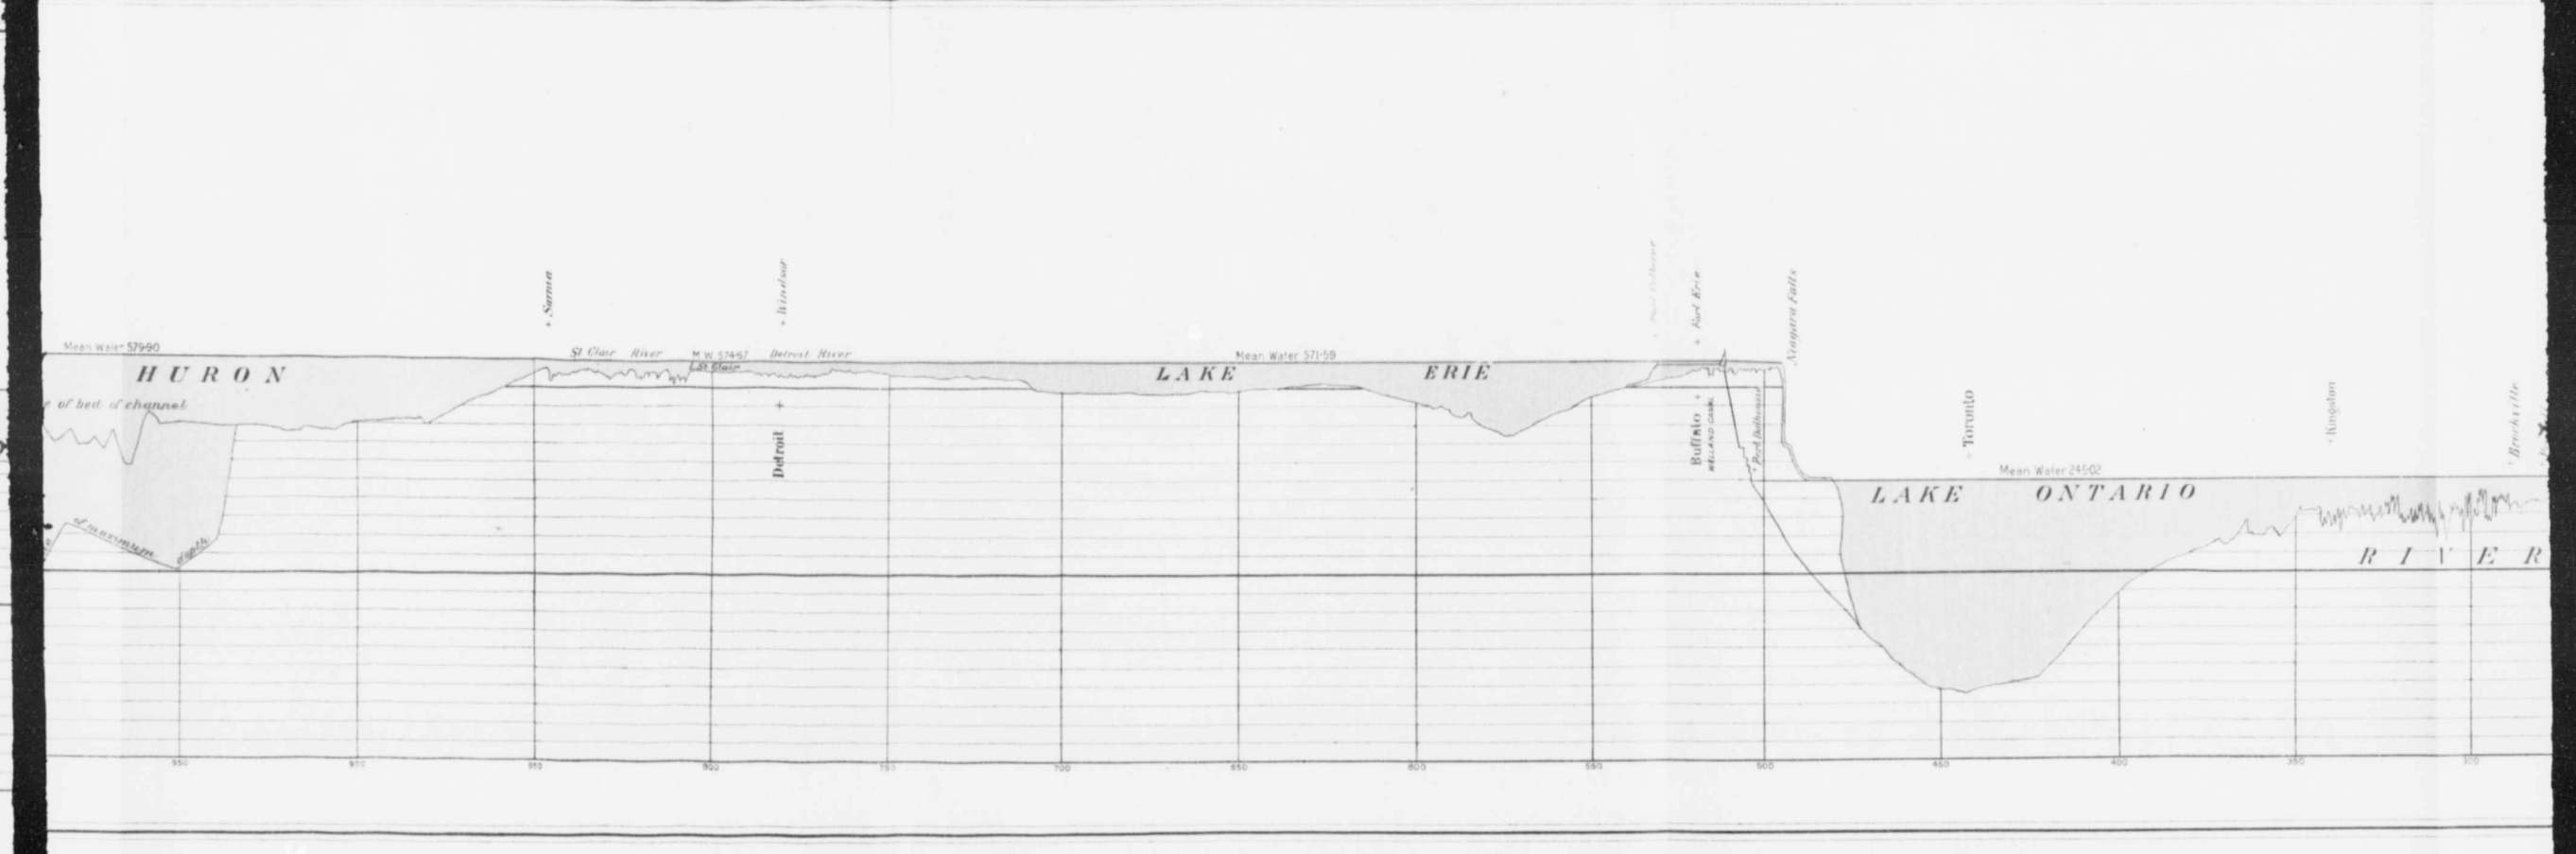 + Sarnia
+ Windsor
+ Fort Erie
Niagara Falls
Mean Water 579·90
St Clair River
M.W. 574·67
Detroit River
Mean Water 571·59
L. St Clair
HURON
LAKE ERIE
of bed of channel
+ Detroit
+ Buffalo
WELLAND CANAL
+ Port Dalhousie
+ Toronto
+ Kingston
+ Brockville
Mean Water 245·02
LAKE ONTARIO
of maximum depth
RIVER
950 900 850 800 750 700 650 600 550 500 450 400 350 300